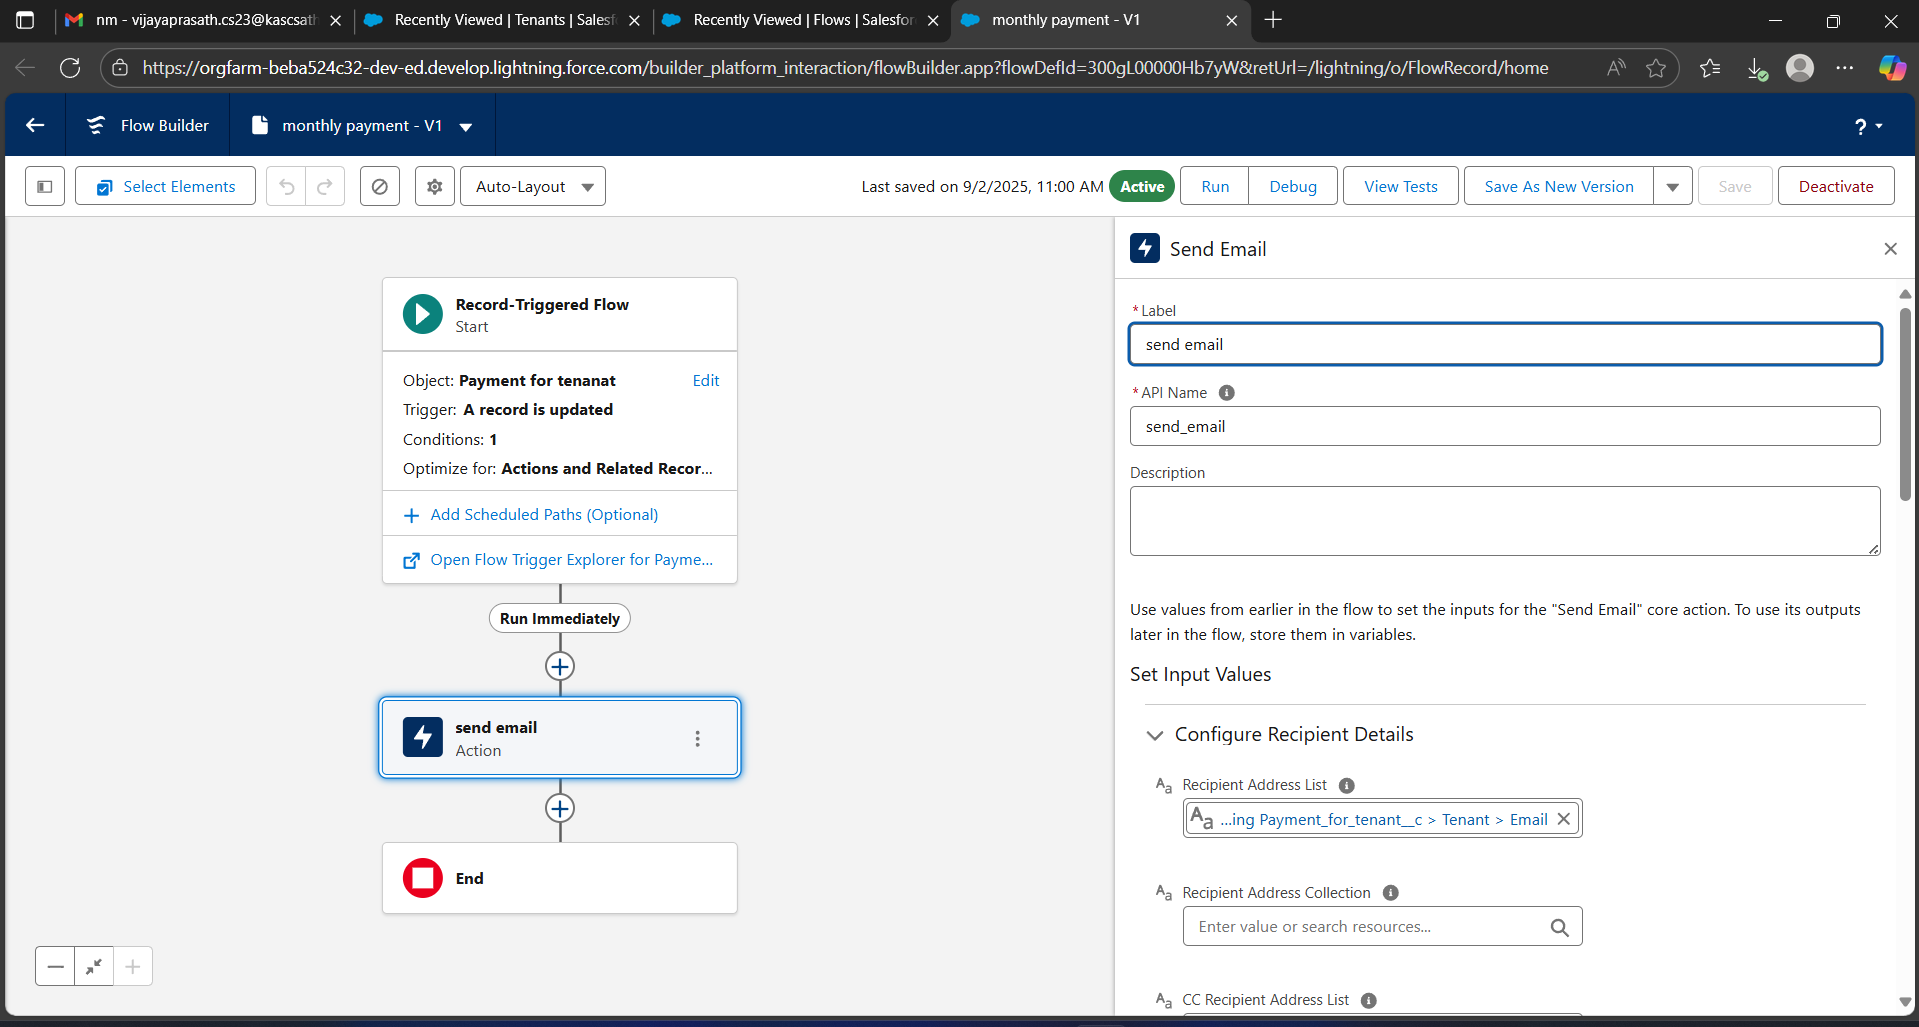 nm - vijayaprasath.cs23@kascsath
Recently Viewed | Tenants | Salesf
Recently Viewed | Flows | Salesfor
monthly payment - V1
https://orgfarm-beba524c32-dev-ed.develop.lightning.force.com/builder_platform_interaction/flowBuilder.app?flowDefId=300gL00000Hb7yW&retUrl=/lightning/o/FlowRecord/home
Flow Builder
monthly payment - V1
?
Select Elements
Auto-Layout
Last saved on 9/2/2025, 11:00 AM
Active
Run
Debug
View Tests
Save As New Version
Save
Deactivate
Record-Triggered Flow
Start
Object: Payment for tenanat
Edit
Trigger: A record is updated
Conditions: 1
Optimize for: Actions and Related Recor...
Add Scheduled Paths (Optional)
Open Flow Trigger Explorer for Payme...
Run Immediately
send email
Action
End
Send Email
* Label
send email
* API Name
send_email
Description
Use values from earlier in the flow to set the inputs for the "Send Email" core action. To use its outputs
later in the flow, store them in variables.
Set Input Values
Configure Recipient Details
Aa Recipient Address List
Aa ...ing Payment_for_tenant__c > Tenant > Email
Aa Recipient Address Collection
Enter value or search resources...
Aa CC Recipient Address List